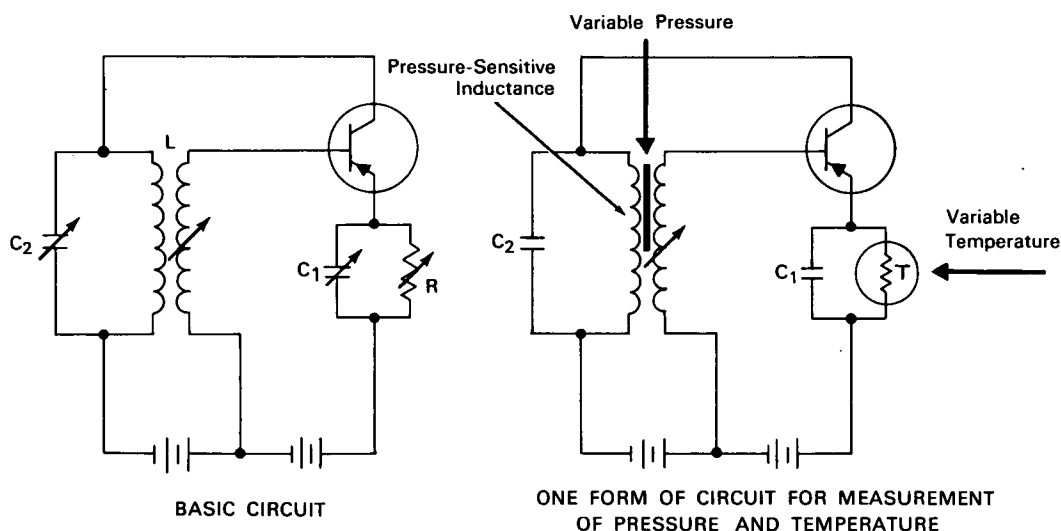 Variable Pressure
Pressure-Sensitive
Inductance
L
C2
C1
R
C2
C1
T
Variable
Temperature
BASIC CIRCUIT
ONE FORM OF CIRCUIT FOR MEASUREMENT
OF PRESSURE AND TEMPERATURE